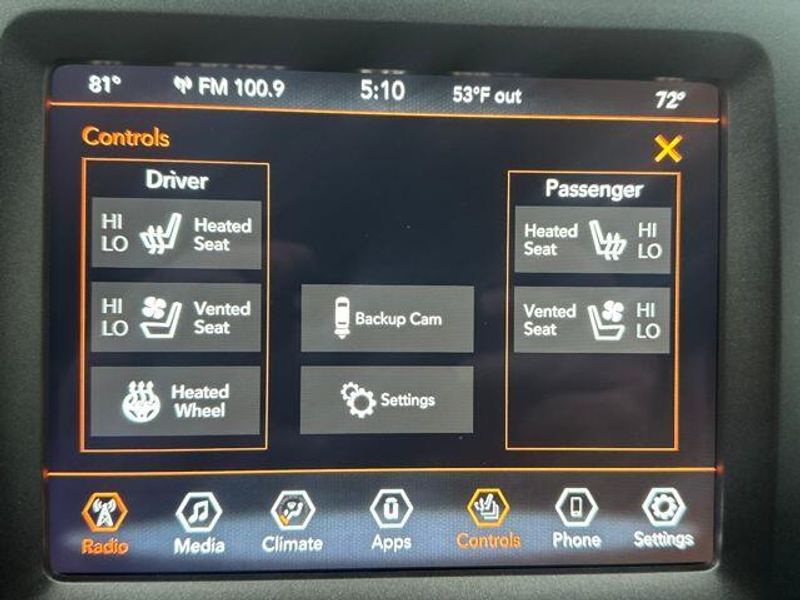 81° FM 100.9 5:10 53°F out 72°
Controls
Driver
HI
LO
Heated
Seat
HI
LO
Vented
Seat
Heated
Wheel
Backup Cam
Settings
Passenger
Heated
Seat
HI
LO
Vented
Seat
HI
LO
Radio Media Climate Apps Controls Phone Settings